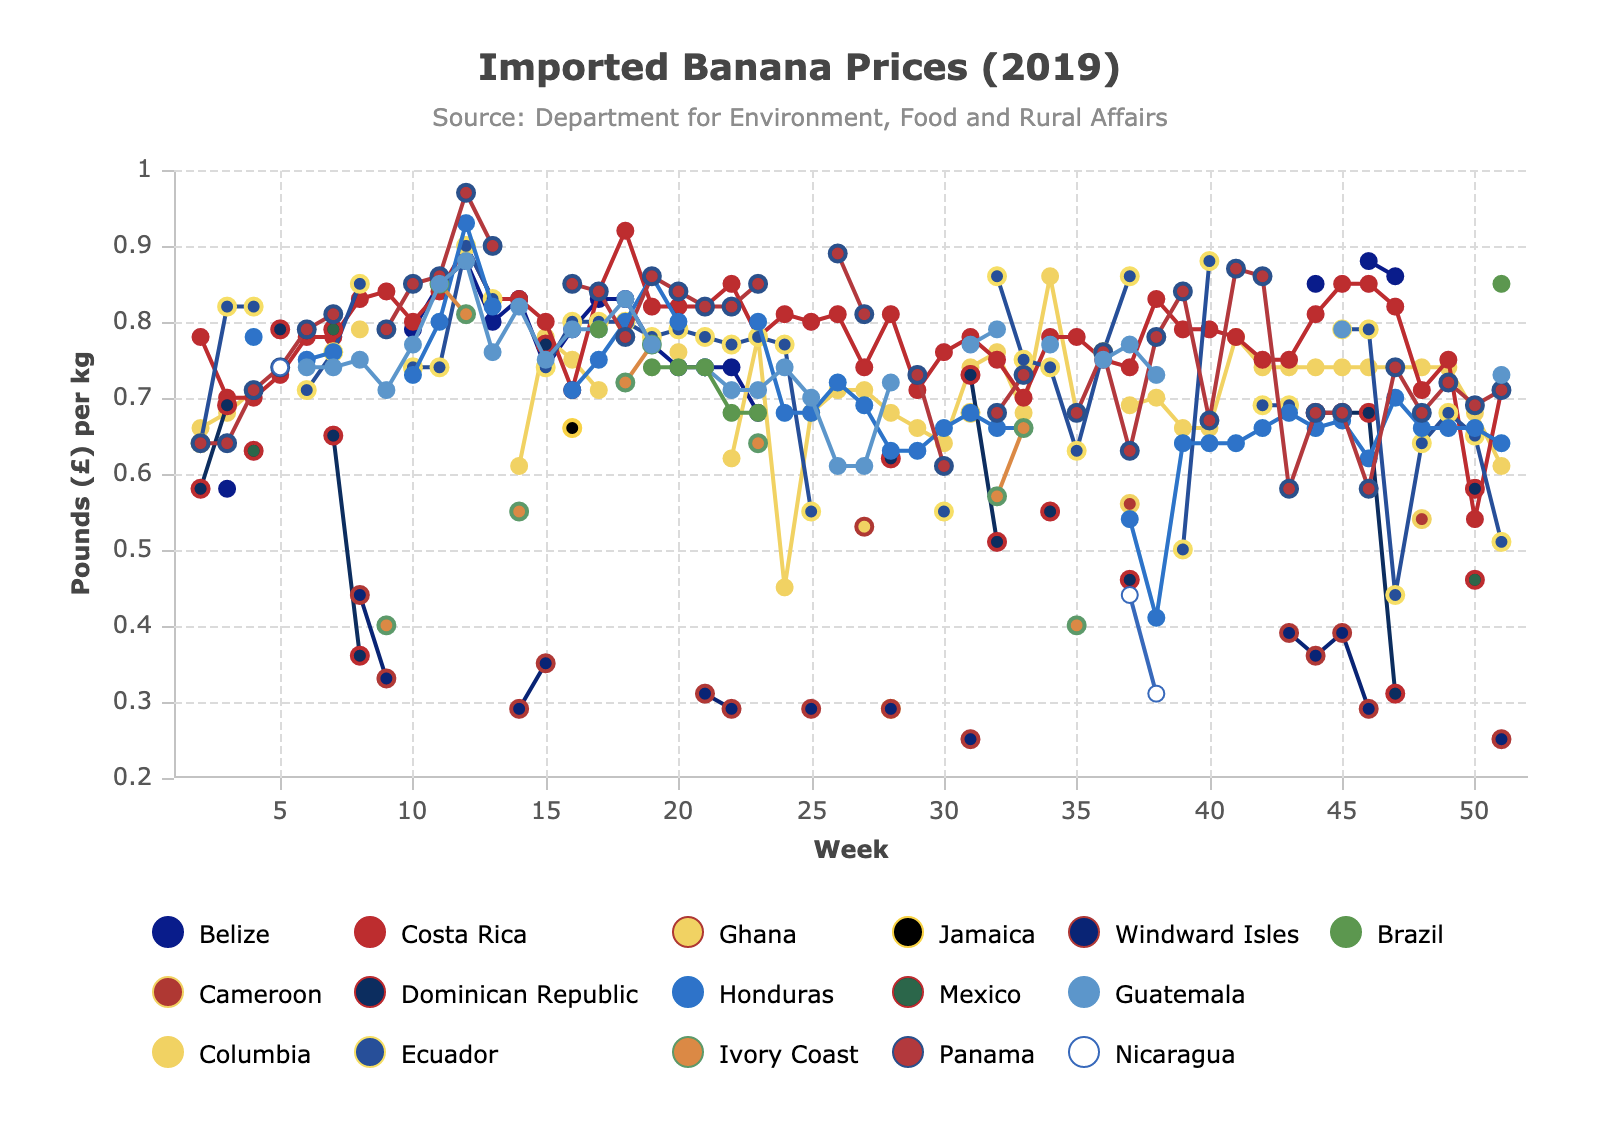 Imported Banana Prices (2019)
Source: Department for Environment, Food and Rural Affairs
1
0.9
0.8
0.7
0.6
0.5
0.4
0.3
0.2
Pounds (£) per kg
5 10 15 20 25 30 35 40 45 50
Week
Belize Costa Rica Ghana Jamaica Windward Isles Brazil
Cameroon Dominican Republic Honduras Mexico Guatemala
Columbia Ecuador Ivory Coast Panama Nicaragua